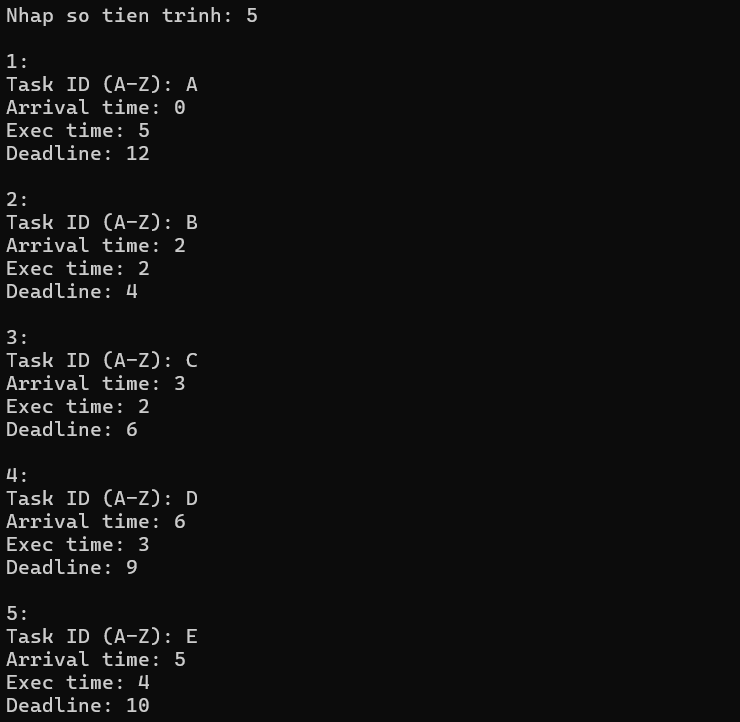 Nhap so tien trinh: 5
1:
Task ID (A-Z): A
Arrival time: 0
Exec time: 5
Deadline: 12
2:
Task ID (A-Z): B
Arrival time: 2
Exec time: 2
Deadline: 4
3:
Task ID (A-Z): C
Arrival time: 3
Exec time: 2
Deadline: 6
4:
Task ID (A-Z): D
Arrival time: 6
Exec time: 3
Deadline: 9
5:
Task ID (A-Z): E
Arrival time: 5
Exec time: 4
Deadline: 10